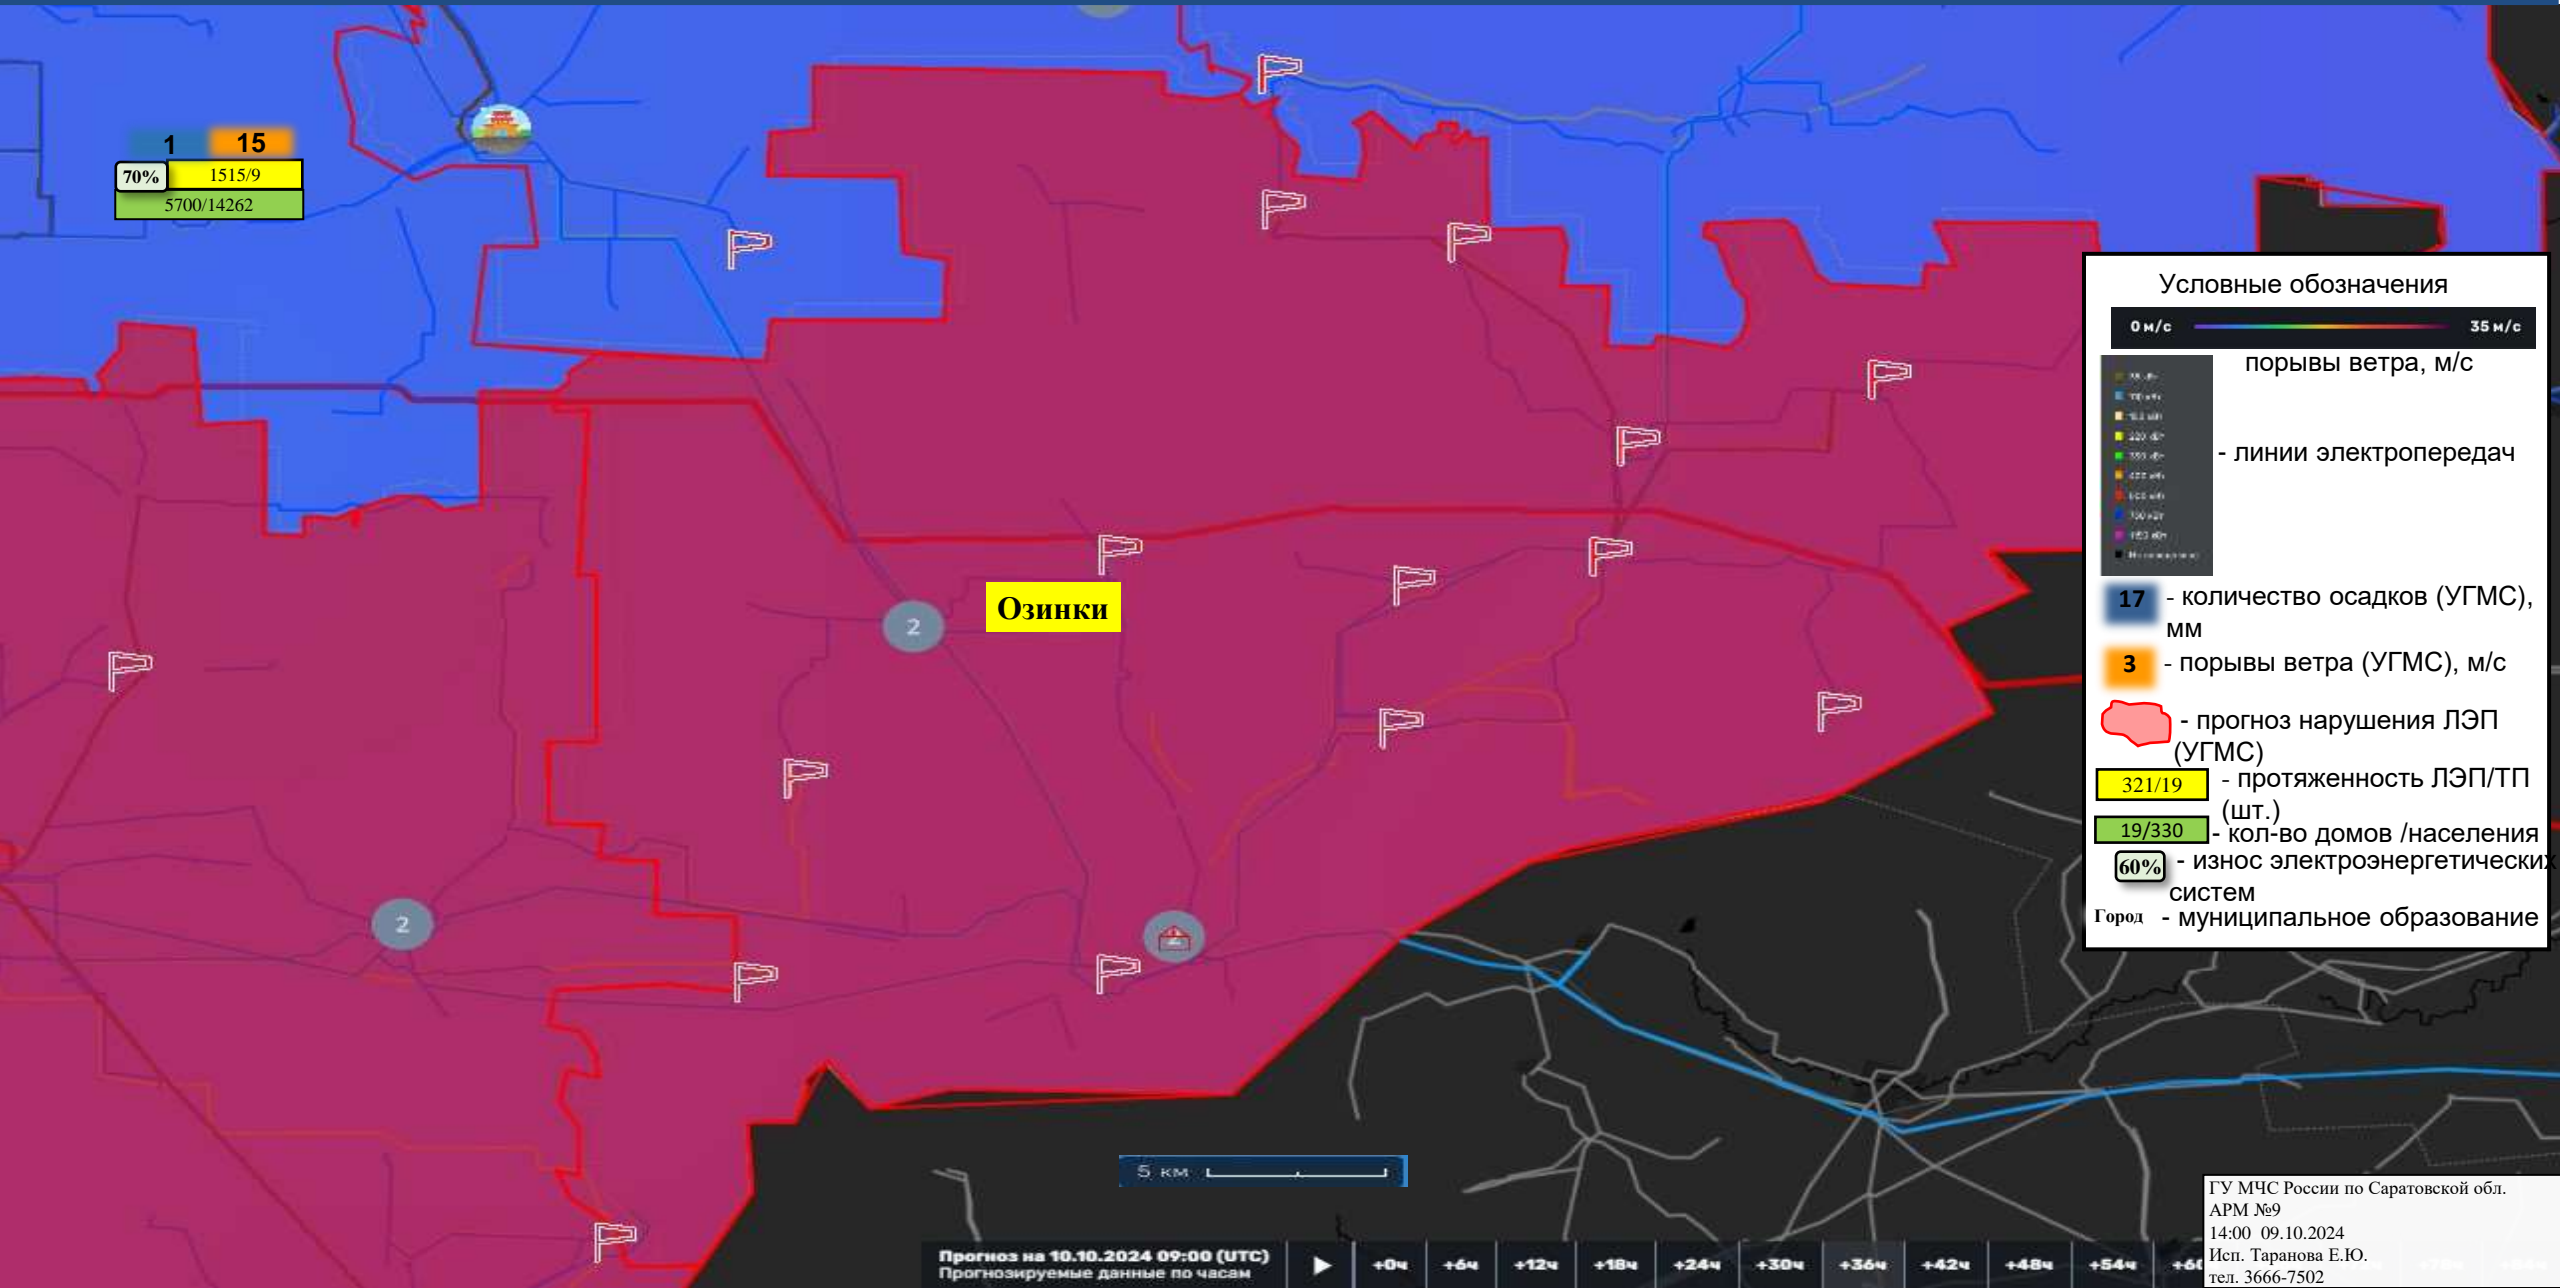 1 15
70% 1515/9
5700/14262
2
Озинки
2
5 км
Прогноз на 10.10.2024 09:00 (UTC)
Прогнозируемые данные по часам
+0ч +6ч +12ч +18ч +24ч +30ч +36ч +42ч +48ч +54ч
Условные обозначения
0 м/с 35 м/с
порывы ветра, м/с
- линии электропередач
17 - количество осадков (УГМС),
мм
3 - порывы ветра (УГМС), м/с
- прогноз нарушения ЛЭП
(УГМС)
321/19 - протяженность ЛЭП/ТП
(шт.)
19/330 - кол-во домов /населения
60% - износ электроэнергетических
систем
Город - муниципальное образование
ГУ МЧС России по Саратовской обл.
АРМ №9
14:00 09.10.2024
Исп. Таранова Е.Ю.
тел. 3666-7502